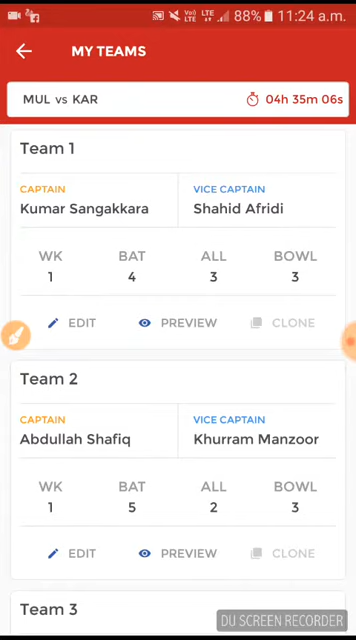 VoLTE LTE 88% 11:24 a.m.
MY TEAMS
MUL vs KAR 04h 35m 06s
Team 1
CAPTAIN VICE CAPTAIN
Kumar Sangakkara Shahid Afridi
WK BAT ALL BOWL
1 4 3 3
EDIT PREVIEW CLONE
Team 2
CAPTAIN VICE CAPTAIN
Abdullah Shafiq Khurram Manzoor
WK BAT ALL BOWL
1 5 2 3
EDIT PREVIEW CLONE
Team 3
DU SCREEN RECORDER